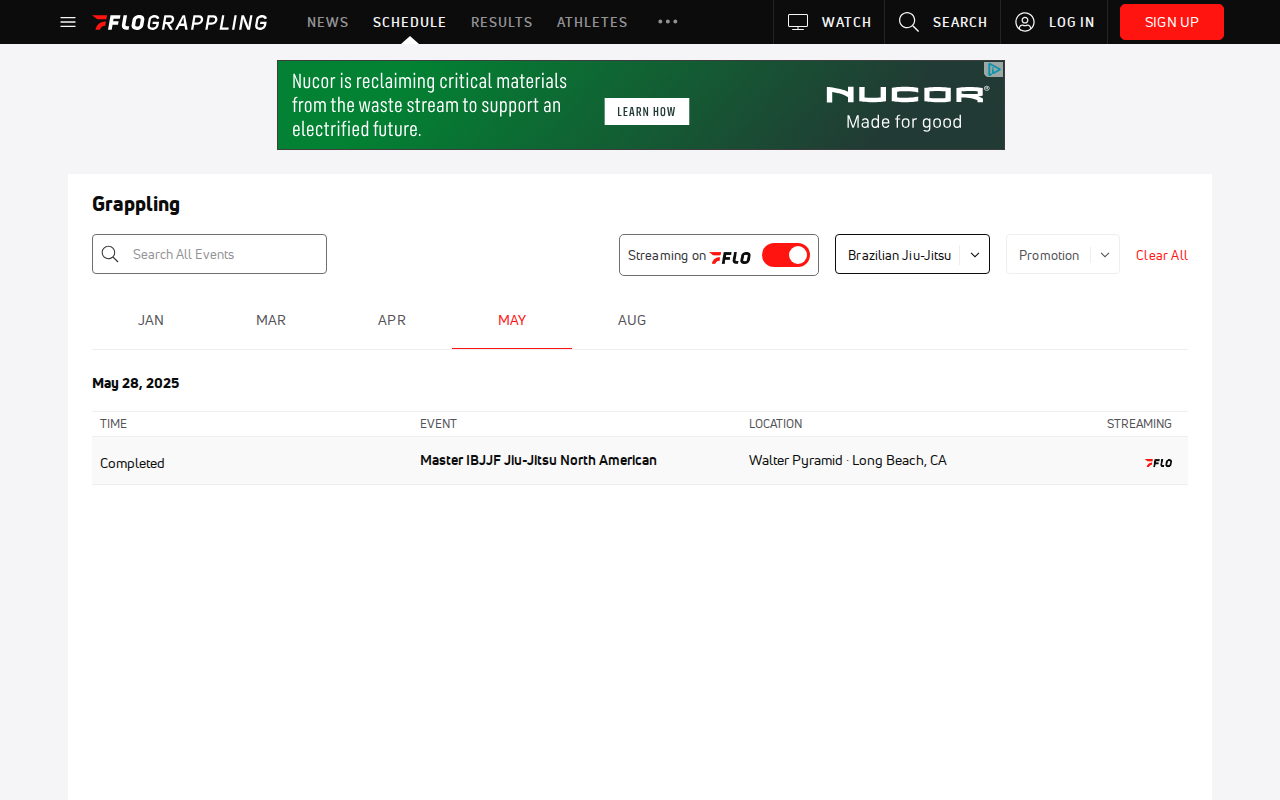 FLOGRAPPLING NEWS SCHEDULE RESULTS ATHLETES ••• WATCH SEARCH LOG IN SIGN UP
Nucor is reclaiming critical materials
from the waste stream to support an
electrified future.
LEARN HOW
NUCOR®
Made for good
Grappling
Search All Events Streaming on FLO Brazilian Jiu-Jitsu Promotion Clear All
JAN MAR APR MAY AUG
May 28, 2025
TIME EVENT LOCATION STREAMING
Completed Master IBJJF Jiu-Jitsu North American Walter Pyramid · Long Beach, CA FLO